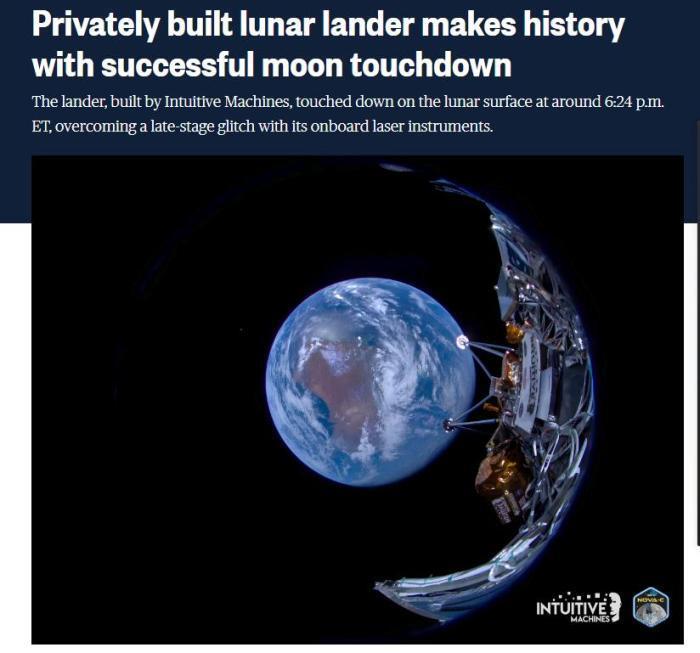 Privately built lunar lander makes history
with successful moon touchdown
The lander, built by Intuitive Machines, touched down on the lunar surface at around 6:24 p.m.
ET, overcoming a late-stage glitch with its onboard laser instruments.
INTUITIVE
MACHINES
NOVA-C